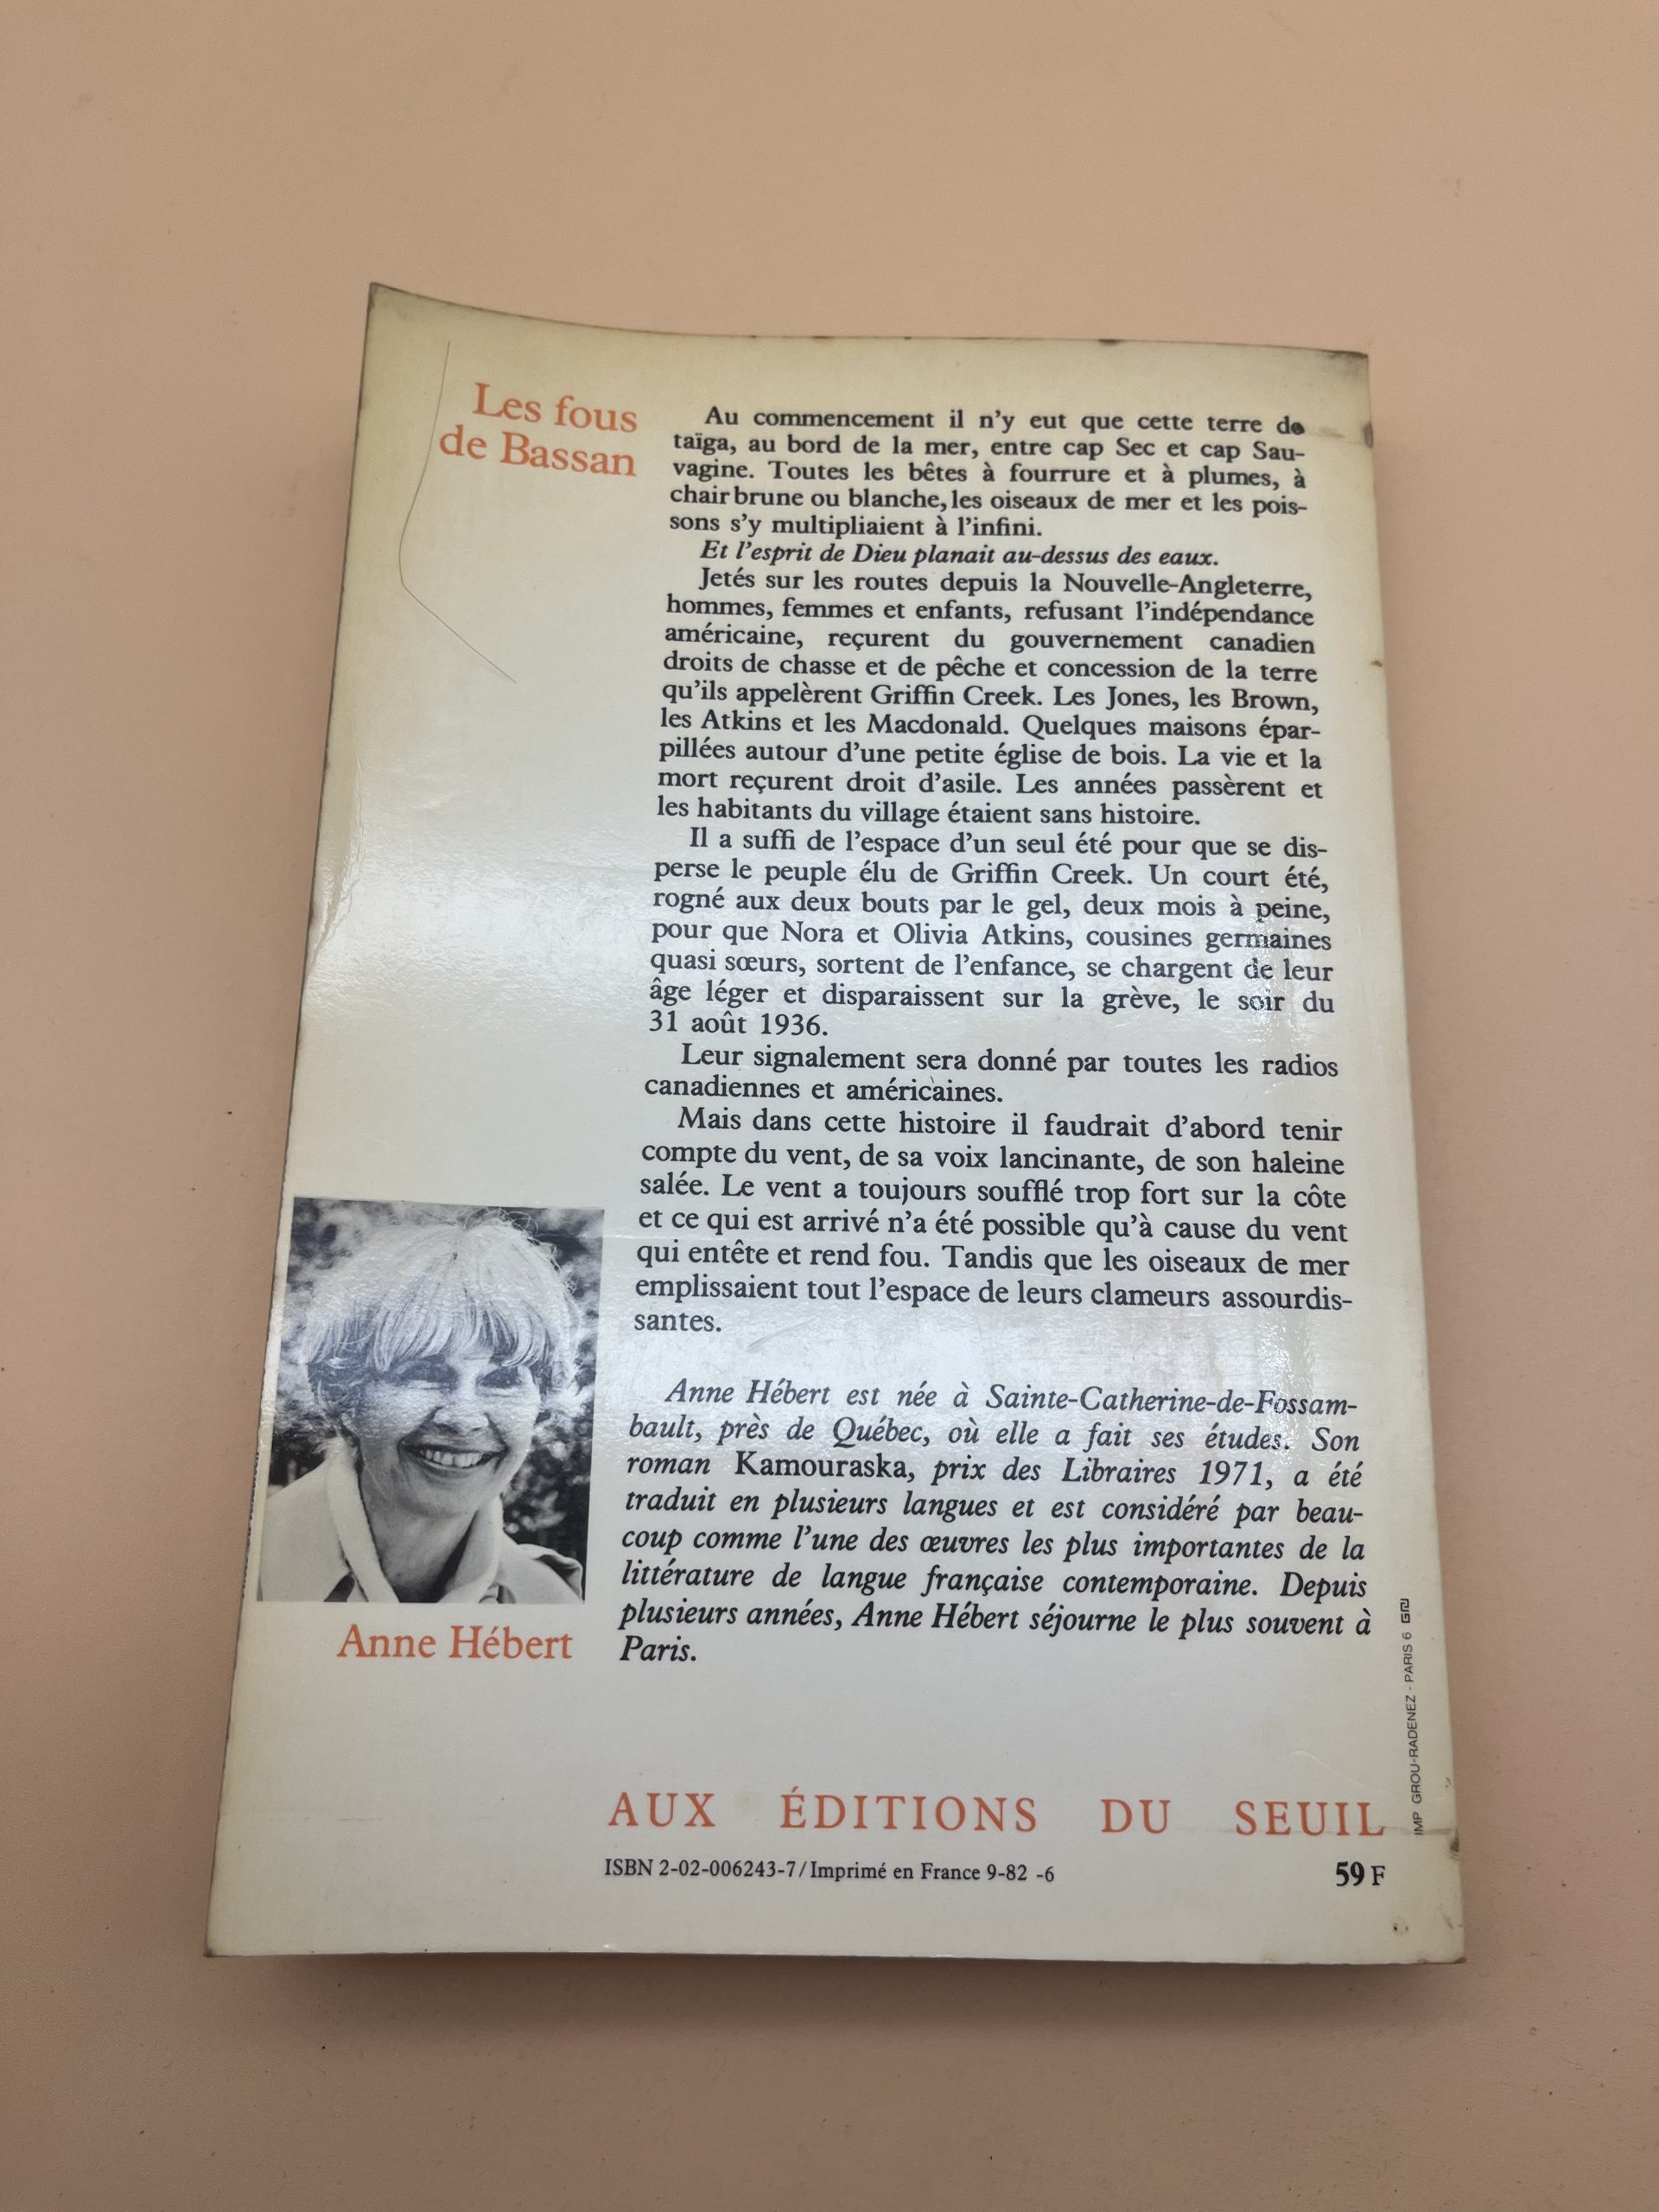 Les fous
de Bassan
Au commencement il n'y eut que cette terre de
taïga, au bord de la mer, entre cap Sec et cap Sau-
vagine. Toutes les bêtes à fourrure et à plumes, à
chair brune ou blanche, les oiseaux de mer et les pois-
sons s'y multipliaient à l'infini.
Et l'esprit de Dieu planait au-dessus des eaux.
Jetés sur les routes depuis la Nouvelle-Angleterre,
hommes, femmes et enfants, refusant l'indépendance
américaine, reçurent du gouvernement canadien
droits de chasse et de pêche et concession de la terre
qu'ils appelèrent Griffin Creek. Les Jones, les Brown,
les Atkins et les Macdonald. Quelques maisons épar-
pillées autour d'une petite église de bois. La vie et la
mort reçurent droit d'asile. Les années passèrent et
les habitants du village étaient sans histoire.
Il a suffi de l'espace d'un seul été pour que se dis-
perse le peuple élu de Griffin Creek. Un court été,
rogné aux deux bouts par le gel, deux mois à peine,
pour que Nora et Olivia Atkins, cousines germaines
quasi sœurs, sortent de l'enfance, se chargent de leur
âge léger et disparaissent sur la grève, le soir du
31 août 1936.
Leur signalement sera donné par toutes les radios
canadiennes et américaines.
Mais dans cette histoire il faudrait d'abord tenir
compte du vent, de sa voix lancinante, de son haleine
salée. Le vent a toujours soufflé trop fort sur la côte
et ce qui est arrivé n'a été possible qu'à cause du vent
qui entête et rend fou. Tandis que les oiseaux de mer
emplissaient tout l'espace de leurs clameurs assourdis-
santes.
Anne Hébert est née à Sainte-Catherine-de-Fossam-
bault, près de Québec, où elle a fait ses études. Son
roman Kamouraska, prix des Libraires 1971, a été
traduit en plusieurs langues et est considéré par beau-
coup comme l'une des œuvres les plus importantes de la
littérature de langue française contemporaine. Depuis
plusieurs années, Anne Hébert séjourne le plus souvent à
Paris.
Anne Hébert
AUX ÉDITIONS DU SEUIL
ISBN 2-02-006243-7/Imprimé en France 9-82 -6
59 F
IMP GROU-RADENEZ - PARIS 6